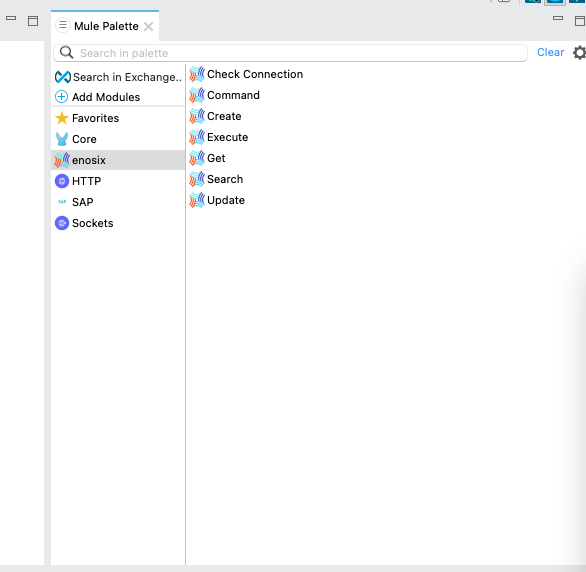 Mule Palette
Search in palette
Clear
Search in Exchange..
Add Modules
Favorites
Core
enosix
HTTP
SAP
SAP
Sockets
Check Connection
Command
Create
Execute
Get
Search
Update